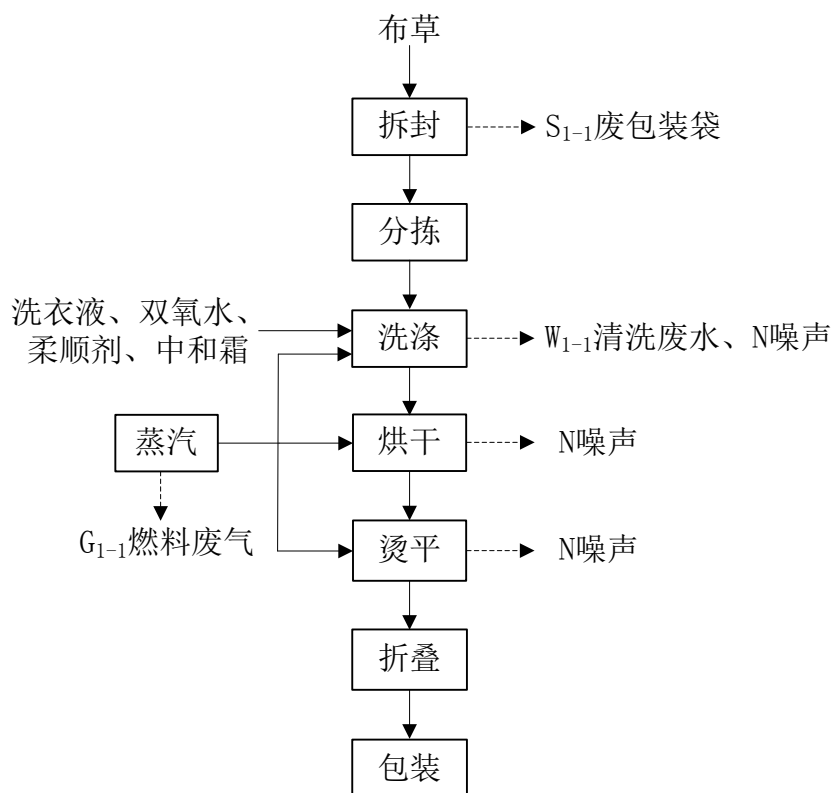 布草
拆封
S1-1废包装袋
分拣
洗衣液、双氧水、
柔顺剂、中和霜
洗涤
W1-1清洗废水、N噪声
蒸汽
烘干
N噪声
G1-1燃料废气
烫平
N噪声
折叠
包装